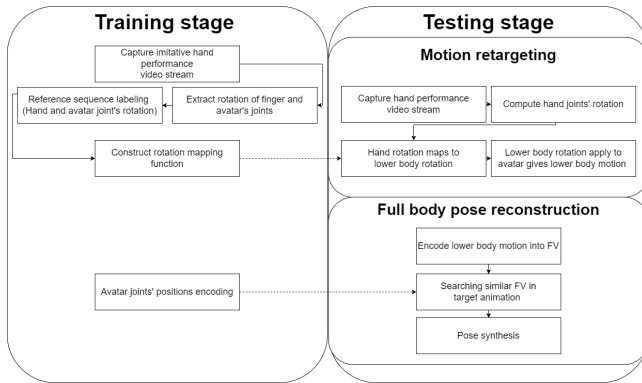 Training stage
Capture imitative hand
performance
video stream
Reference sequence labeling
(Hand and avatar joint's rotation)
Extract rotation of finger and
avatar's joints
Construct rotation mapping
function
Avatar joints' positions encoding
Testing stage
Motion retargeting
Capture hand performance
video stream
Compute hand joints' rotation
Hand rotation maps to
lower body rotation
Lower body rotation apply to
avatar gives lower body motion
Full body pose reconstruction
Encode lower body motion into FV
Searching similar FV in
target animation
Pose synthesis